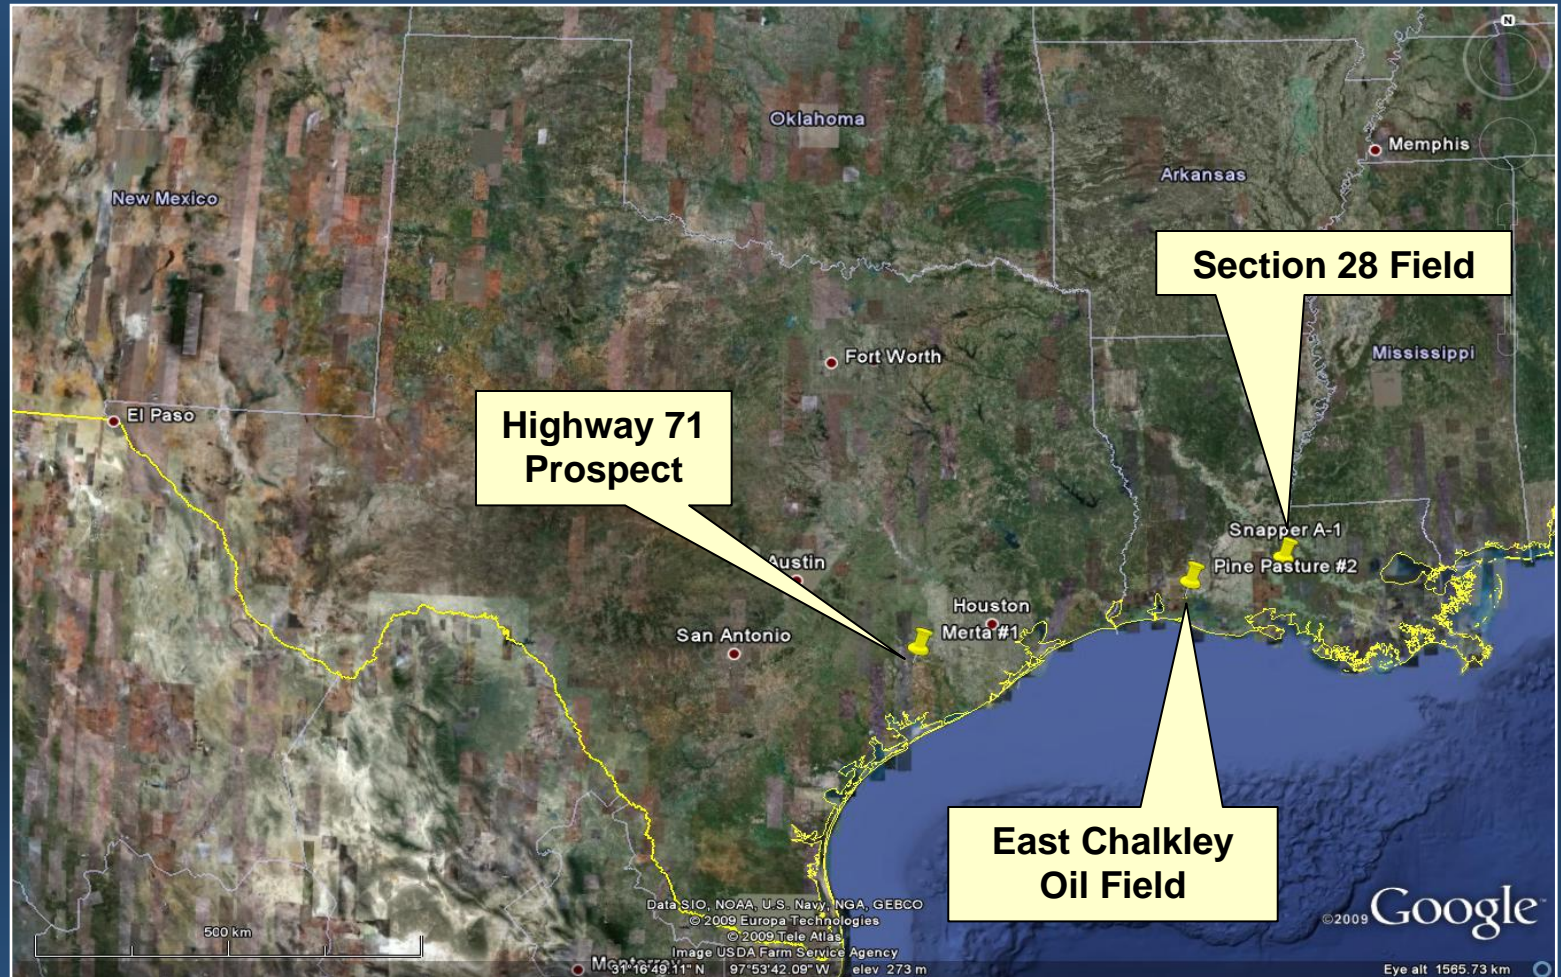 N
Oklahoma
Memphis
Arkansas
New Mexico
Section 28 Field
Mississippi
Fort Worth
El Paso
Highway 71
Prospect
Snapper A-1
Austin
Pine Pasture #2
Houston
Merta #1
San Antonio
East Chalkley
Oil Field
Data SIO, NOAA, U.S. Navy, NGA, GEBCO
© 2009 Europa Technologies
© 2009 Tele Atlas
Image USDA Farm Service Agency
©2009 Google
500 km
Monterrey
31°16'49.11" N 97°53'42.09" W elev 273 m
Eye alt 1565.73 km